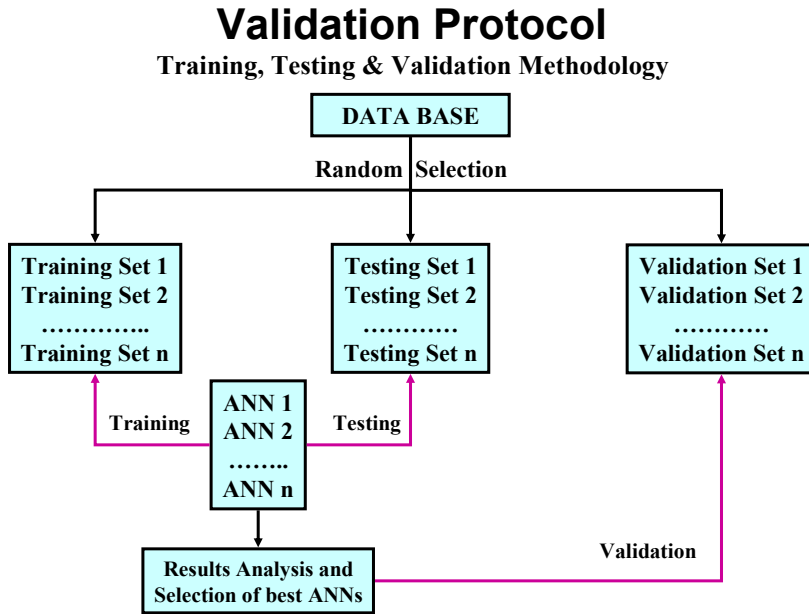 Validation Protocol
Training, Testing & Validation Methodology
DATA BASE
Random Selection
Training Set 1
Training Set 2
…………..
Training Set n
Testing Set 1
Testing Set 2
…………
Testing Set n
Validation Set 1
Validation Set 2
…………
Validation Set n
Training
ANN 1
ANN 2
……..
ANN n
Testing
Results Analysis and
Selection of best ANNs
Validation